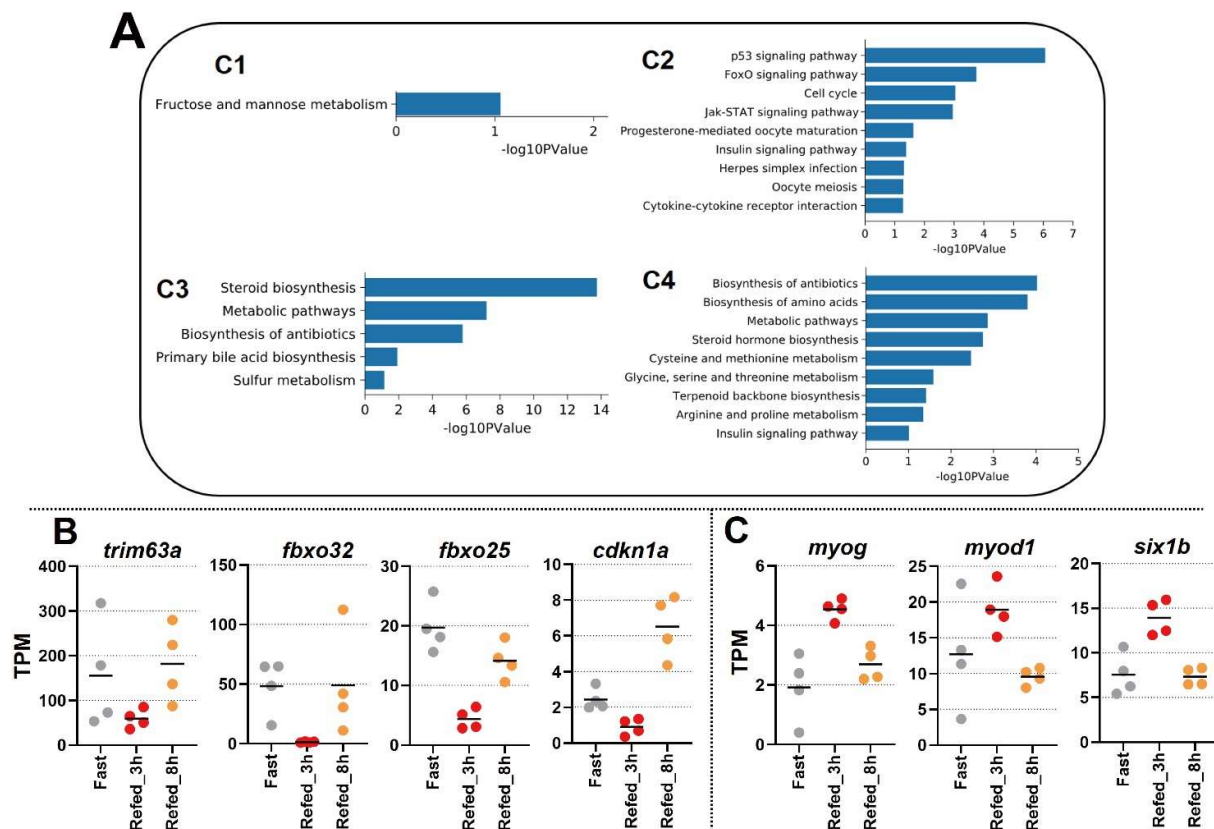 A
C1
Fructose and mannose metabolism
0 1 2
-log10PValue
C2
p53 signaling pathway
FoxO signaling pathway
Cell cycle
Jak-STAT signaling pathway
Progesterone-mediated oocyte maturation
Insulin signaling pathway
Herpes simplex infection
Oocyte meiosis
Cytokine-cytokine receptor interaction
0 1 2 3 4 5 6 7
-log10PValue
C3
Steroid biosynthesis
Metabolic pathways
Biosynthesis of antibiotics
Primary bile acid biosynthesis
Sulfur metabolism
0 2 4 6 8 10 12 14
-log10PValue
C4
Biosynthesis of antibiotics
Biosynthesis of amino acids
Metabolic pathways
Steroid hormone biosynthesis
Cysteine and methionine metabolism
Glycine, serine and threonine metabolism
Terpenoid backbone biosynthesis
Arginine and proline metabolism
Insulin signaling pathway
0 1 2 3 4 5
-log10PValue
B
trim63a
TPM
400
300
200
100
0
Fast
Refed_3h
Refed_8h
fbxo32
150
100
50
0
Fast
Refed_3h
Refed_8h
fbxo25
30
20
10
0
Fast
Refed_3h
Refed_8h
cdkn1a
10
8
6
4
2
0
Fast
Refed_3h
Refed_8h
C
myog
TPM
6
4
2
0
Fast
Refed_3h
Refed_8h
myod1
25
20
15
10
5
0
Fast
Refed_3h
Refed_8h
six1b
20
15
10
5
0
Fast
Refed_3h
Refed_8h